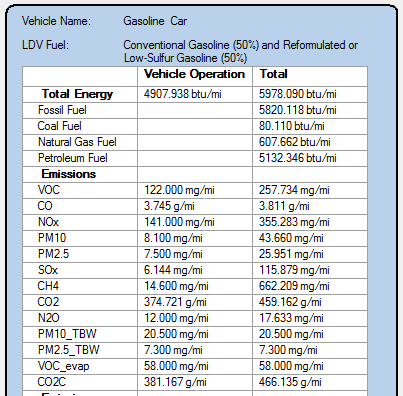 Vehicle Name: Gasoline Car
LDV Fuel: Conventional Gasoline (50%) and Reformulated or
Low-Sulfur Gasoline (50%)
Vehicle Operation Total
Total Energy 4907.938 btu/mi 5978.090 btu/mi
Fossil Fuel 5820.118 btu/mi
Coal Fuel 80.110 btu/mi
Natural Gas Fuel 607.662 btu/mi
Petroleum Fuel 5132.346 btu/mi
Emissions
VOC 122.000 mg/mi 257.734 mg/mi
CO 3.745 g/mi 3.811 g/mi
NOx 141.000 mg/mi 355.283 mg/mi
PM10 8.100 mg/mi 43.660 mg/mi
PM2.5 7.500 mg/mi 25.951 mg/mi
SOx 6.144 mg/mi 115.879 mg/mi
CH4 14.600 mg/mi 662.209 mg/mi
CO2 374.721 g/mi 459.162 g/mi
N2O 12.000 mg/mi 17.633 mg/mi
PM10_TBW 20.500 mg/mi 20.500 mg/mi
PM2.5_TBW 7.300 mg/mi 7.300 mg/mi
VOC_evap 58.000 mg/mi 58.000 mg/mi
CO2C 381.167 g/mi 466.135 g/mi